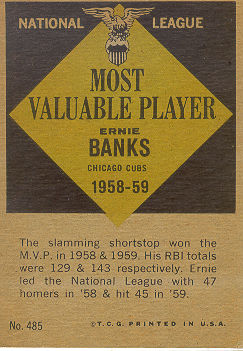 NATIONAL LEAGUE
MOST
VALUABLE PLAYER
ERNIE
BANKS
CHICAGO CUBS
1958-59
The slamming shortstop won the
M.V.P. in 1958 & 1959. His RBI totals
were 129 & 143 respectively. Ernie
led the National League with 47
homers in '58 & hit 45 in '59.
No. 485 ©T.C.G. PRINTED IN U.S.A.